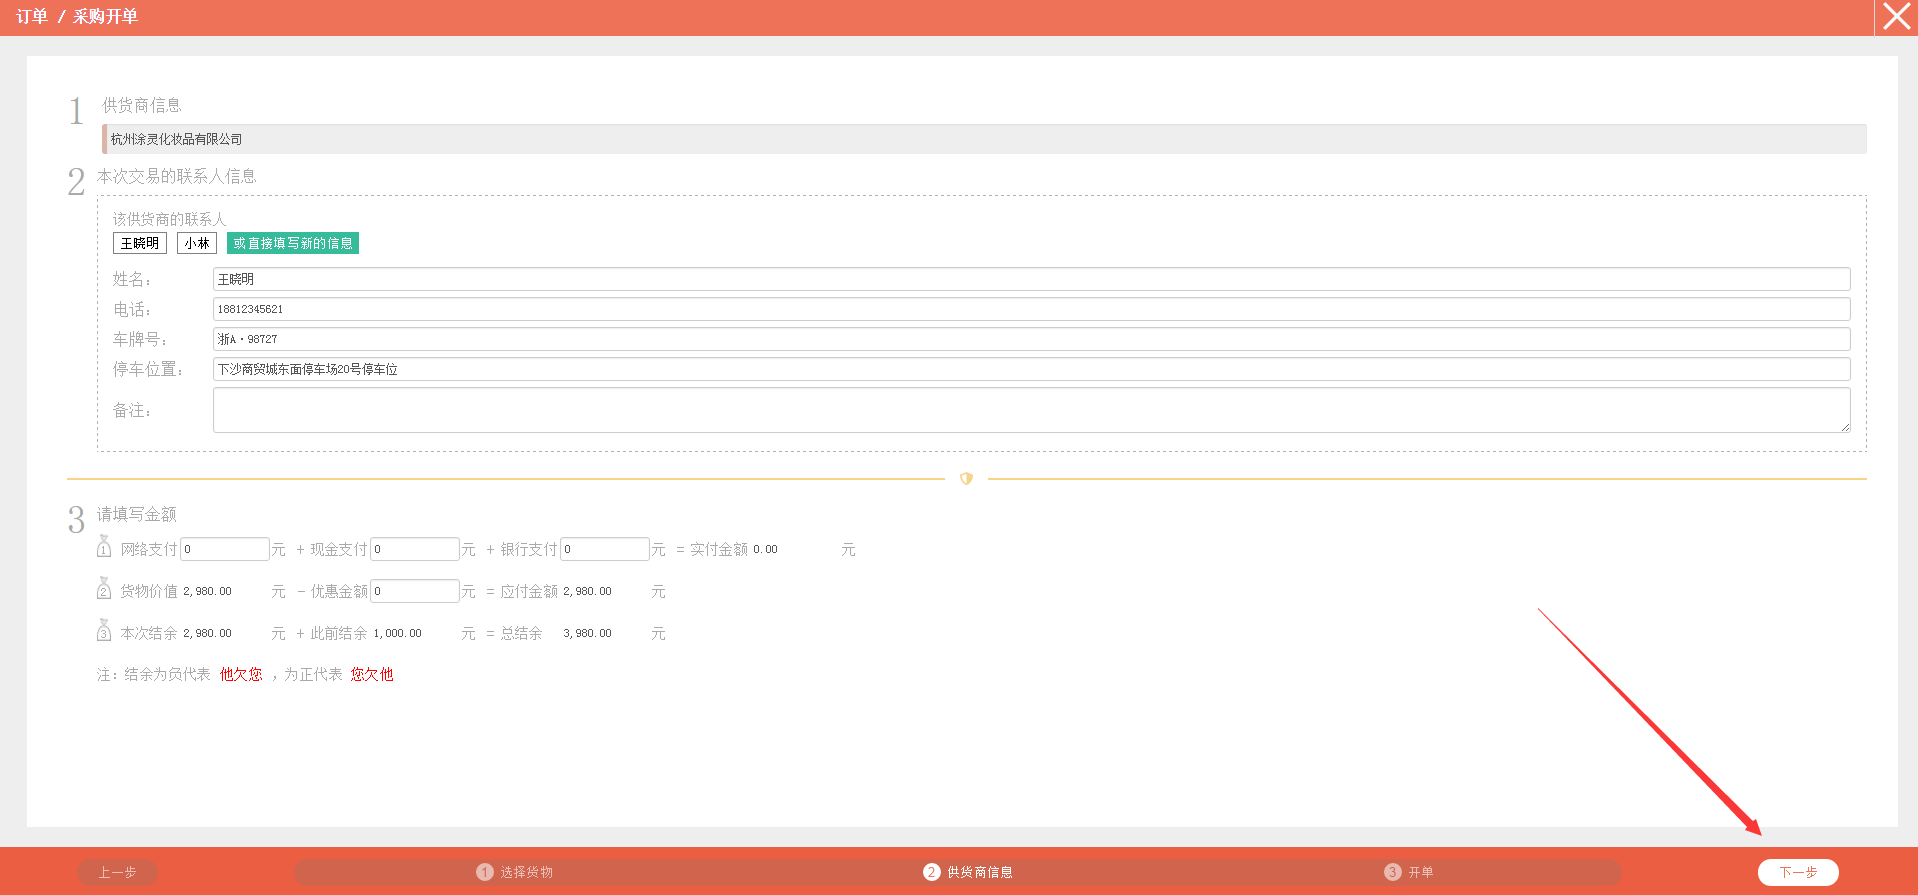 订单 / 采购开单
1 供货商信息
杭州涂灵化妆品有限公司
2 本次交易的联系人信息
该供货商的联系人
王晓明 小林 或直接填写新的信息
姓名： 王晓明
电话： 18812345621
车牌号： 浙A·98727
停车位置： 下沙商贸城东面停车场20号停车位
备注：
3 请填写金额
1 网络支付 0 元 + 现金支付 0 元 + 银行支付 0 元 = 实付金额 0.00 元
2 货物价值 2,980.00 元 - 优惠金额 0 元 = 应付金额 2,980.00 元
3 本次结余 2,980.00 元 + 此前结余 1,000.00 元 = 总结余 3,980.00 元
注：结余为负代表 他欠您 ，为正代表 您欠他
上一步 1 选择货物 2 供货商信息 3 开单 下一步